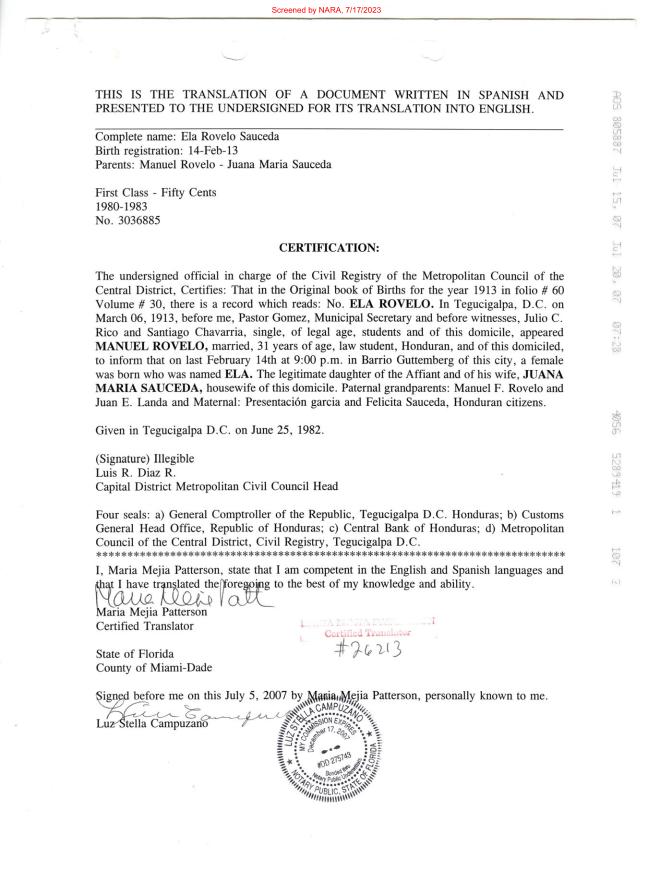 Screened by NARA, 7/17/2023
THIS IS THE TRANSLATION OF A DOCUMENT WRITTEN IN SPANISH AND
PRESENTED TO THE UNDERSIGNED FOR ITS TRANSLATION INTO ENGLISH.
Complete name: Ela Rovelo Sauceda
Birth registration: 14-Feb-13
Parents: Manuel Rovelo - Juana Maria Sauceda
First Class - Fifty Cents
1980-1983
No. 3036885
CERTIFICATION:
The undersigned official in charge of the Civil Registry of the Metropolitan Council of the
Central District, Certifies: That in the Original book of Births for the year 1913 in folio # 60
Volume # 30, there is a record which reads: No. ELA ROVELO. In Tegucigalpa, D.C. on
March 06, 1913, before me, Pastor Gomez, Municipal Secretary and before witnesses, Julio C.
Rico and Santiago Chavarria, single, of legal age, students and of this domicile, appeared
MANUEL ROVELO, married, 31 years of age, law student, Honduran, and of this domiciled,
to inform that on last February 14th at 9:00 p.m. in Barrio Guttemberg of this city, a female
was born who was named ELA. The legitimate daughter of the Affiant and of his wife, JUANA
MARIA SAUCEDA, housewife of this domicile. Paternal grandparents: Manuel F. Rovelo and
Juan E. Landa and Maternal: Presentación garcia and Felicita Sauceda, Honduran citizens.
Given in Tegucigalpa D.C. on June 25, 1982.
(Signature) Illegible
Luis R. Diaz R.
Capital District Metropolitan Civil Council Head
Four seals: a) General Comptroller of the Republic, Tegucigalpa D.C. Honduras; b) Customs
General Head Office, Republic of Honduras; c) Central Bank of Honduras; d) Metropolitan
Council of the Central District, Civil Registry, Tegucigalpa D.C.
******************************************************************************
I, Maria Mejia Patterson, state that I am competent in the English and Spanish languages and
that I have translated the foregoing to the best of my knowledge and ability.
Maria Mejia Patterson
Certified Translator
Certified Translator
#26213
State of Florida
County of Miami-Dade
Signed before me on this July 5, 2007 by Maria Mejia Patterson, personally known to me.
Luz Stella Campuzano
LUZ STELLA CAMPUZANO
MY COMMISSION EXPIRES
December 17, 2007
#DD 275743
Bonded thru
Notary Public Underwriters
NOTARY PUBLIC, STATE OF FLORIDA
AOS 805887 Jul 15, 07 Jul 20, 07 07:28 4056 5289419 1 107 2